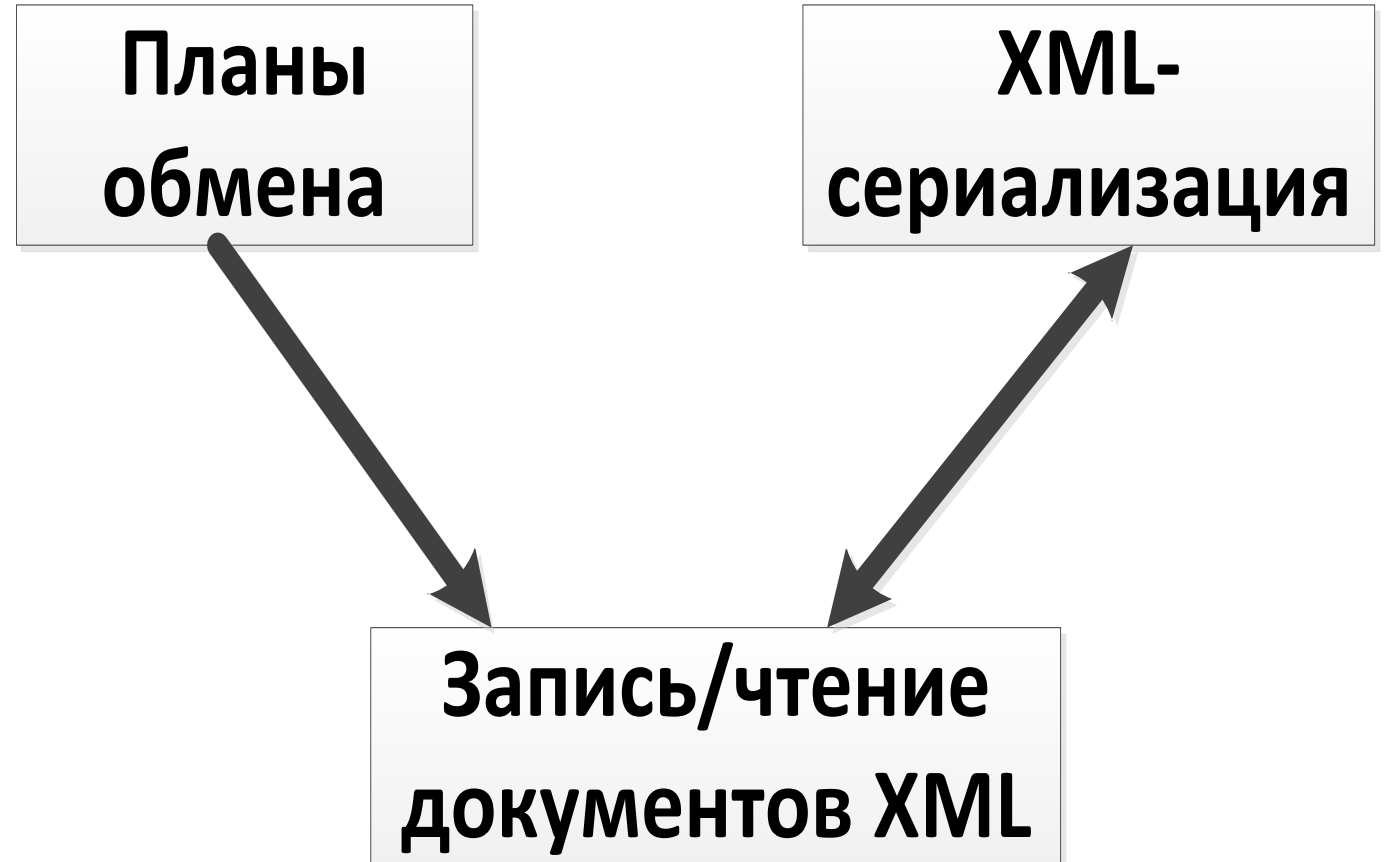 Планы
обмена
XML-
сериализация
Запись/чтение
документов XML